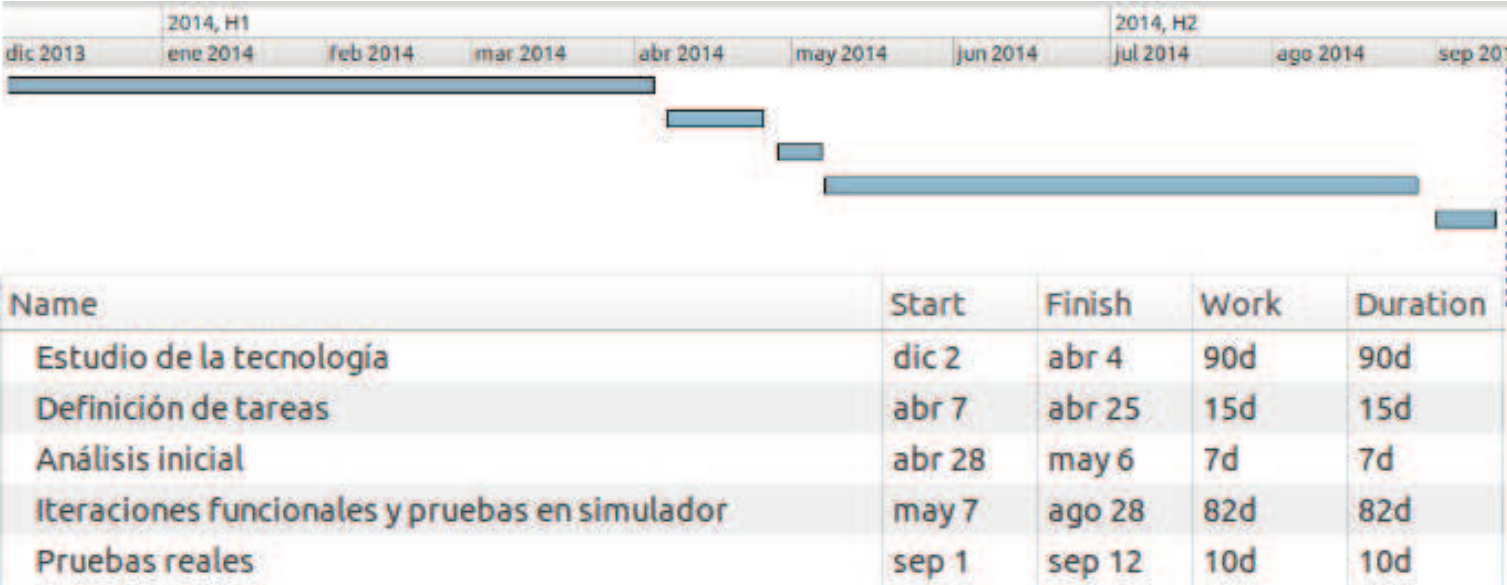 2014, H1 2014, H2
dic 2013 ene 2014 feb 2014 mar 2014 abr 2014 may 2014 jun 2014 jul 2014 ago 2014 sep 201
Name Start Finish Work Duration
Estudio de la tecnología dic 2 abr 4 90d 90d
Definición de tareas abr 7 abr 25 15d 15d
Análisis inicial abr 28 may 6 7d 7d
Iteraciones funcionales y pruebas en simulador may 7 ago 28 82d 82d
Pruebas reales sep 1 sep 12 10d 10d